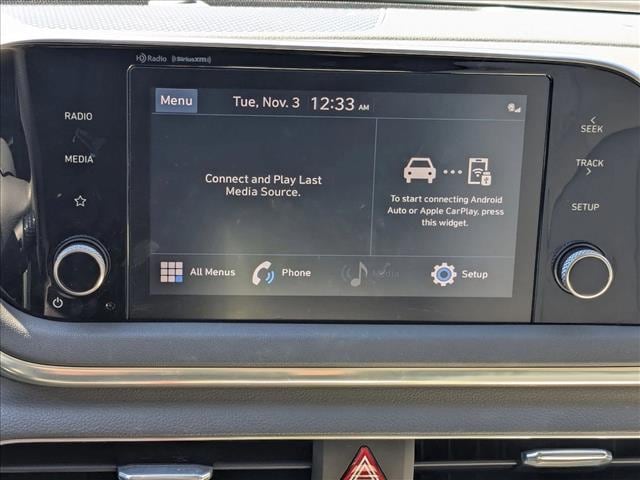 HD Radio (((SiriusXM)))
Menu Tue, Nov. 3 12:33 AM
RADIO
MEDIA
Connect and Play Last
Media Source.
To start connecting Android
Auto or Apple CarPlay, press
this widget.
All Menus Phone Media Setup
SEEK
TRACK
SETUP